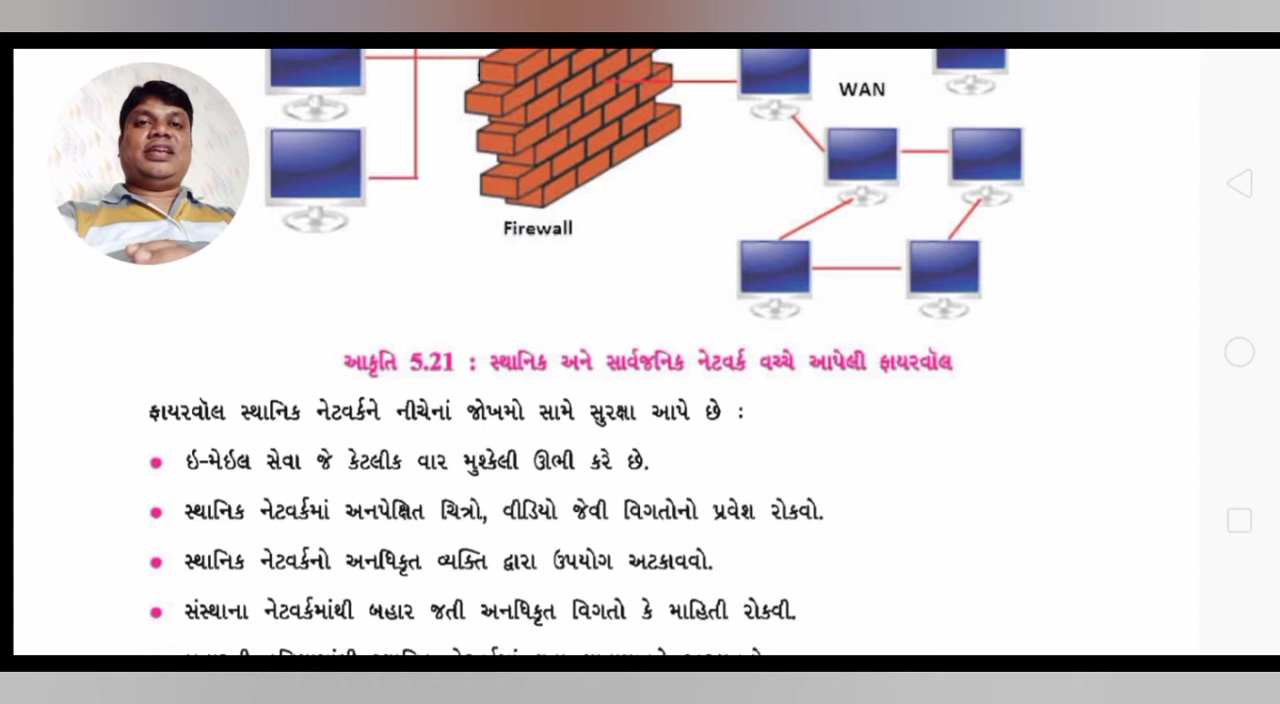 WAN
Firewall
આકૃતિ 5.21 : સ્થાનિક અને સાર્વજનિક નેટવર્ક વચ્ચે આપેલી ફાયરવૉલ
ફાયરવૉલ સ્થાનિક નેટવર્કને નીચેનાં જોખમો સામે સુરક્ષા આપે છે :
ઇ-મેઇલ સેવા જે કેટલીક વાર મુશ્કેલી ઊભી કરે છે.
સ્થાનિક નેટવર્કમાં અનપેક્ષિત ચિત્રો, વીડિયો જેવી વિગતોનો પ્રવેશ રોકવો.
સ્થાનિક નેટવર્કનો અનધિકૃત વ્યક્તિ દ્વારા ઉપયોગ અટકાવવો.
સંસ્થાના નેટવર્કમાંથી બહાર જતી અનધિકૃત વિગતો કે માહિતી રોકવી.